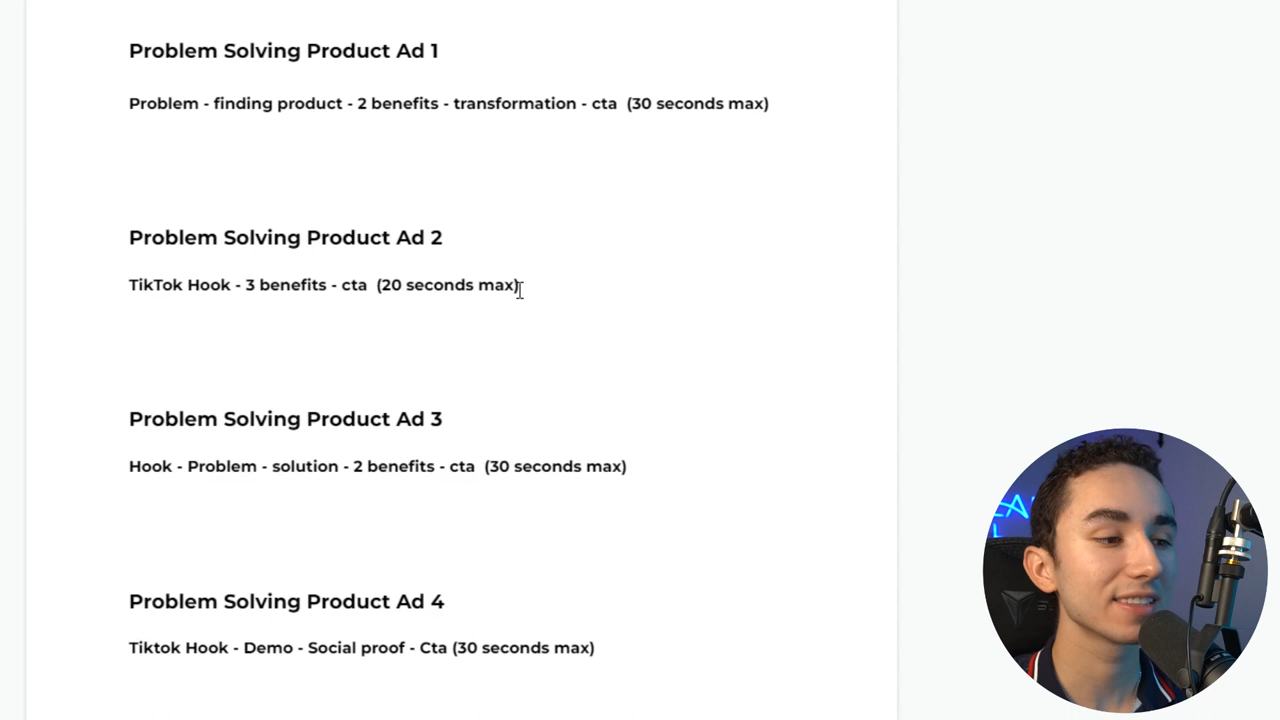 Problem Solving Product Ad 1
Problem - finding product - 2 benefits - transformation - cta  (30 seconds max)
Problem Solving Product Ad 2
TikTok Hook - 3 benefits - cta  (20 seconds max)
Problem Solving Product Ad 3
Hook - Problem - solution - 2 benefits - cta  (30 seconds max)
Problem Solving Product Ad 4
Tiktok Hook - Demo - Social proof - Cta (30 seconds max)